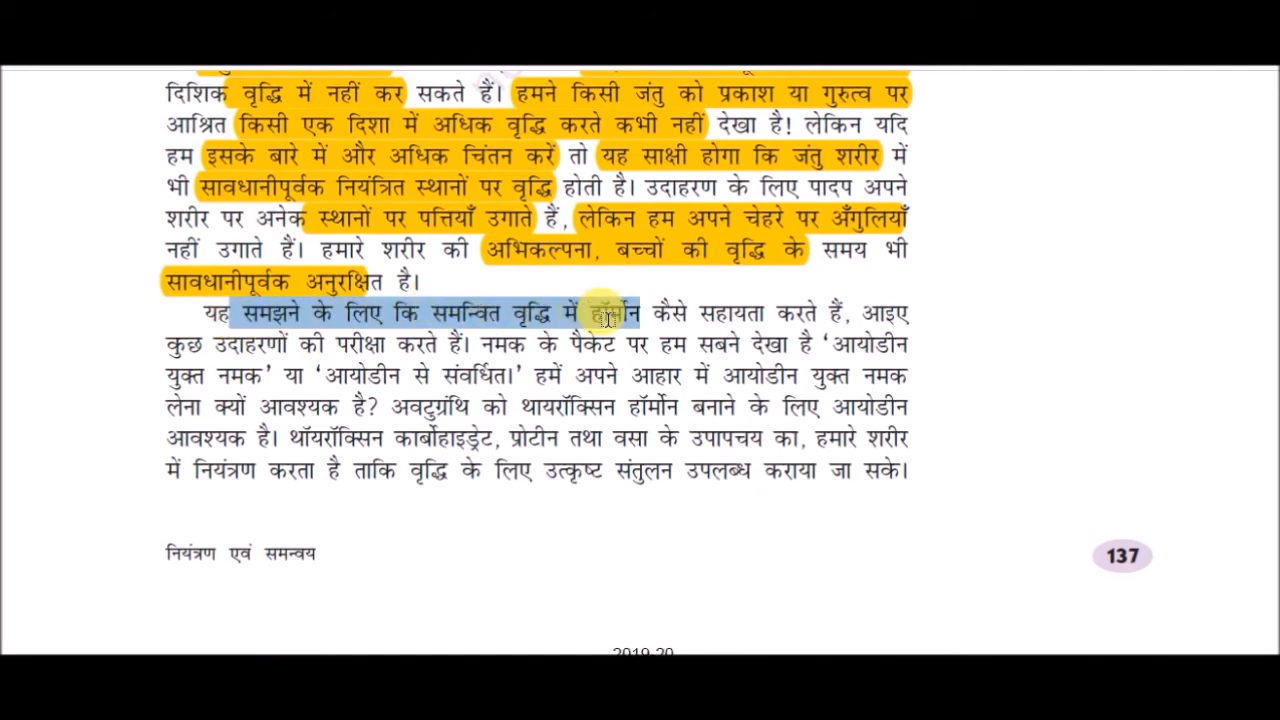 दिशिक वृद्धि में नहीं कर सकते हैं। हमने किसी जंतु को प्रकाश या गुरुत्व पर
आश्रित किसी एक दिशा में अधिक वृद्धि करते कभी नहीं देखा है! लेकिन यदि
हम इसके बारे में और अधिक चिंतन करें तो यह साक्षी होगा कि जंतु शरीर में
भी सावधानीपूर्वक नियंत्रित स्थानों पर वृद्धि होती है। उदाहरण के लिए पादप अपने
शरीर पर अनेक स्थानों पर पत्तियाँ उगाते हैं, लेकिन हम अपने चेहरे पर अँगुलियाँ
नहीं उगाते हैं। हमारे शरीर की अभिकल्पना, बच्चों की वृद्धि के समय भी
सावधानीपूर्वक अनुरक्षित है।
यह समझने के लिए कि समन्वित वृद्धि में हॉर्मोन कैसे सहायता करते हैं, आइए
कुछ उदाहरणों की परीक्षा करते हैं। नमक के पैकेट पर हम सबने देखा है ‘आयोडीन
युक्त नमक’ या ‘आयोडीन से संवर्धित।’ हमें अपने आहार में आयोडीन युक्त नमक
लेना क्यों आवश्यक है? अवटुग्रंथि को थायरॉक्सिन हॉर्मोन बनाने के लिए आयोडीन
आवश्यक है। थॉयरॉक्सिन कार्बोहाइड्रेट, प्रोटीन तथा वसा के उपापचय का, हमारे शरीर
में नियंत्रण करता है ताकि वृद्धि के लिए उत्कृष्ट संतुलन उपलब्ध कराया जा सके।
नियंत्रण एवं समन्वय
137
2019-20